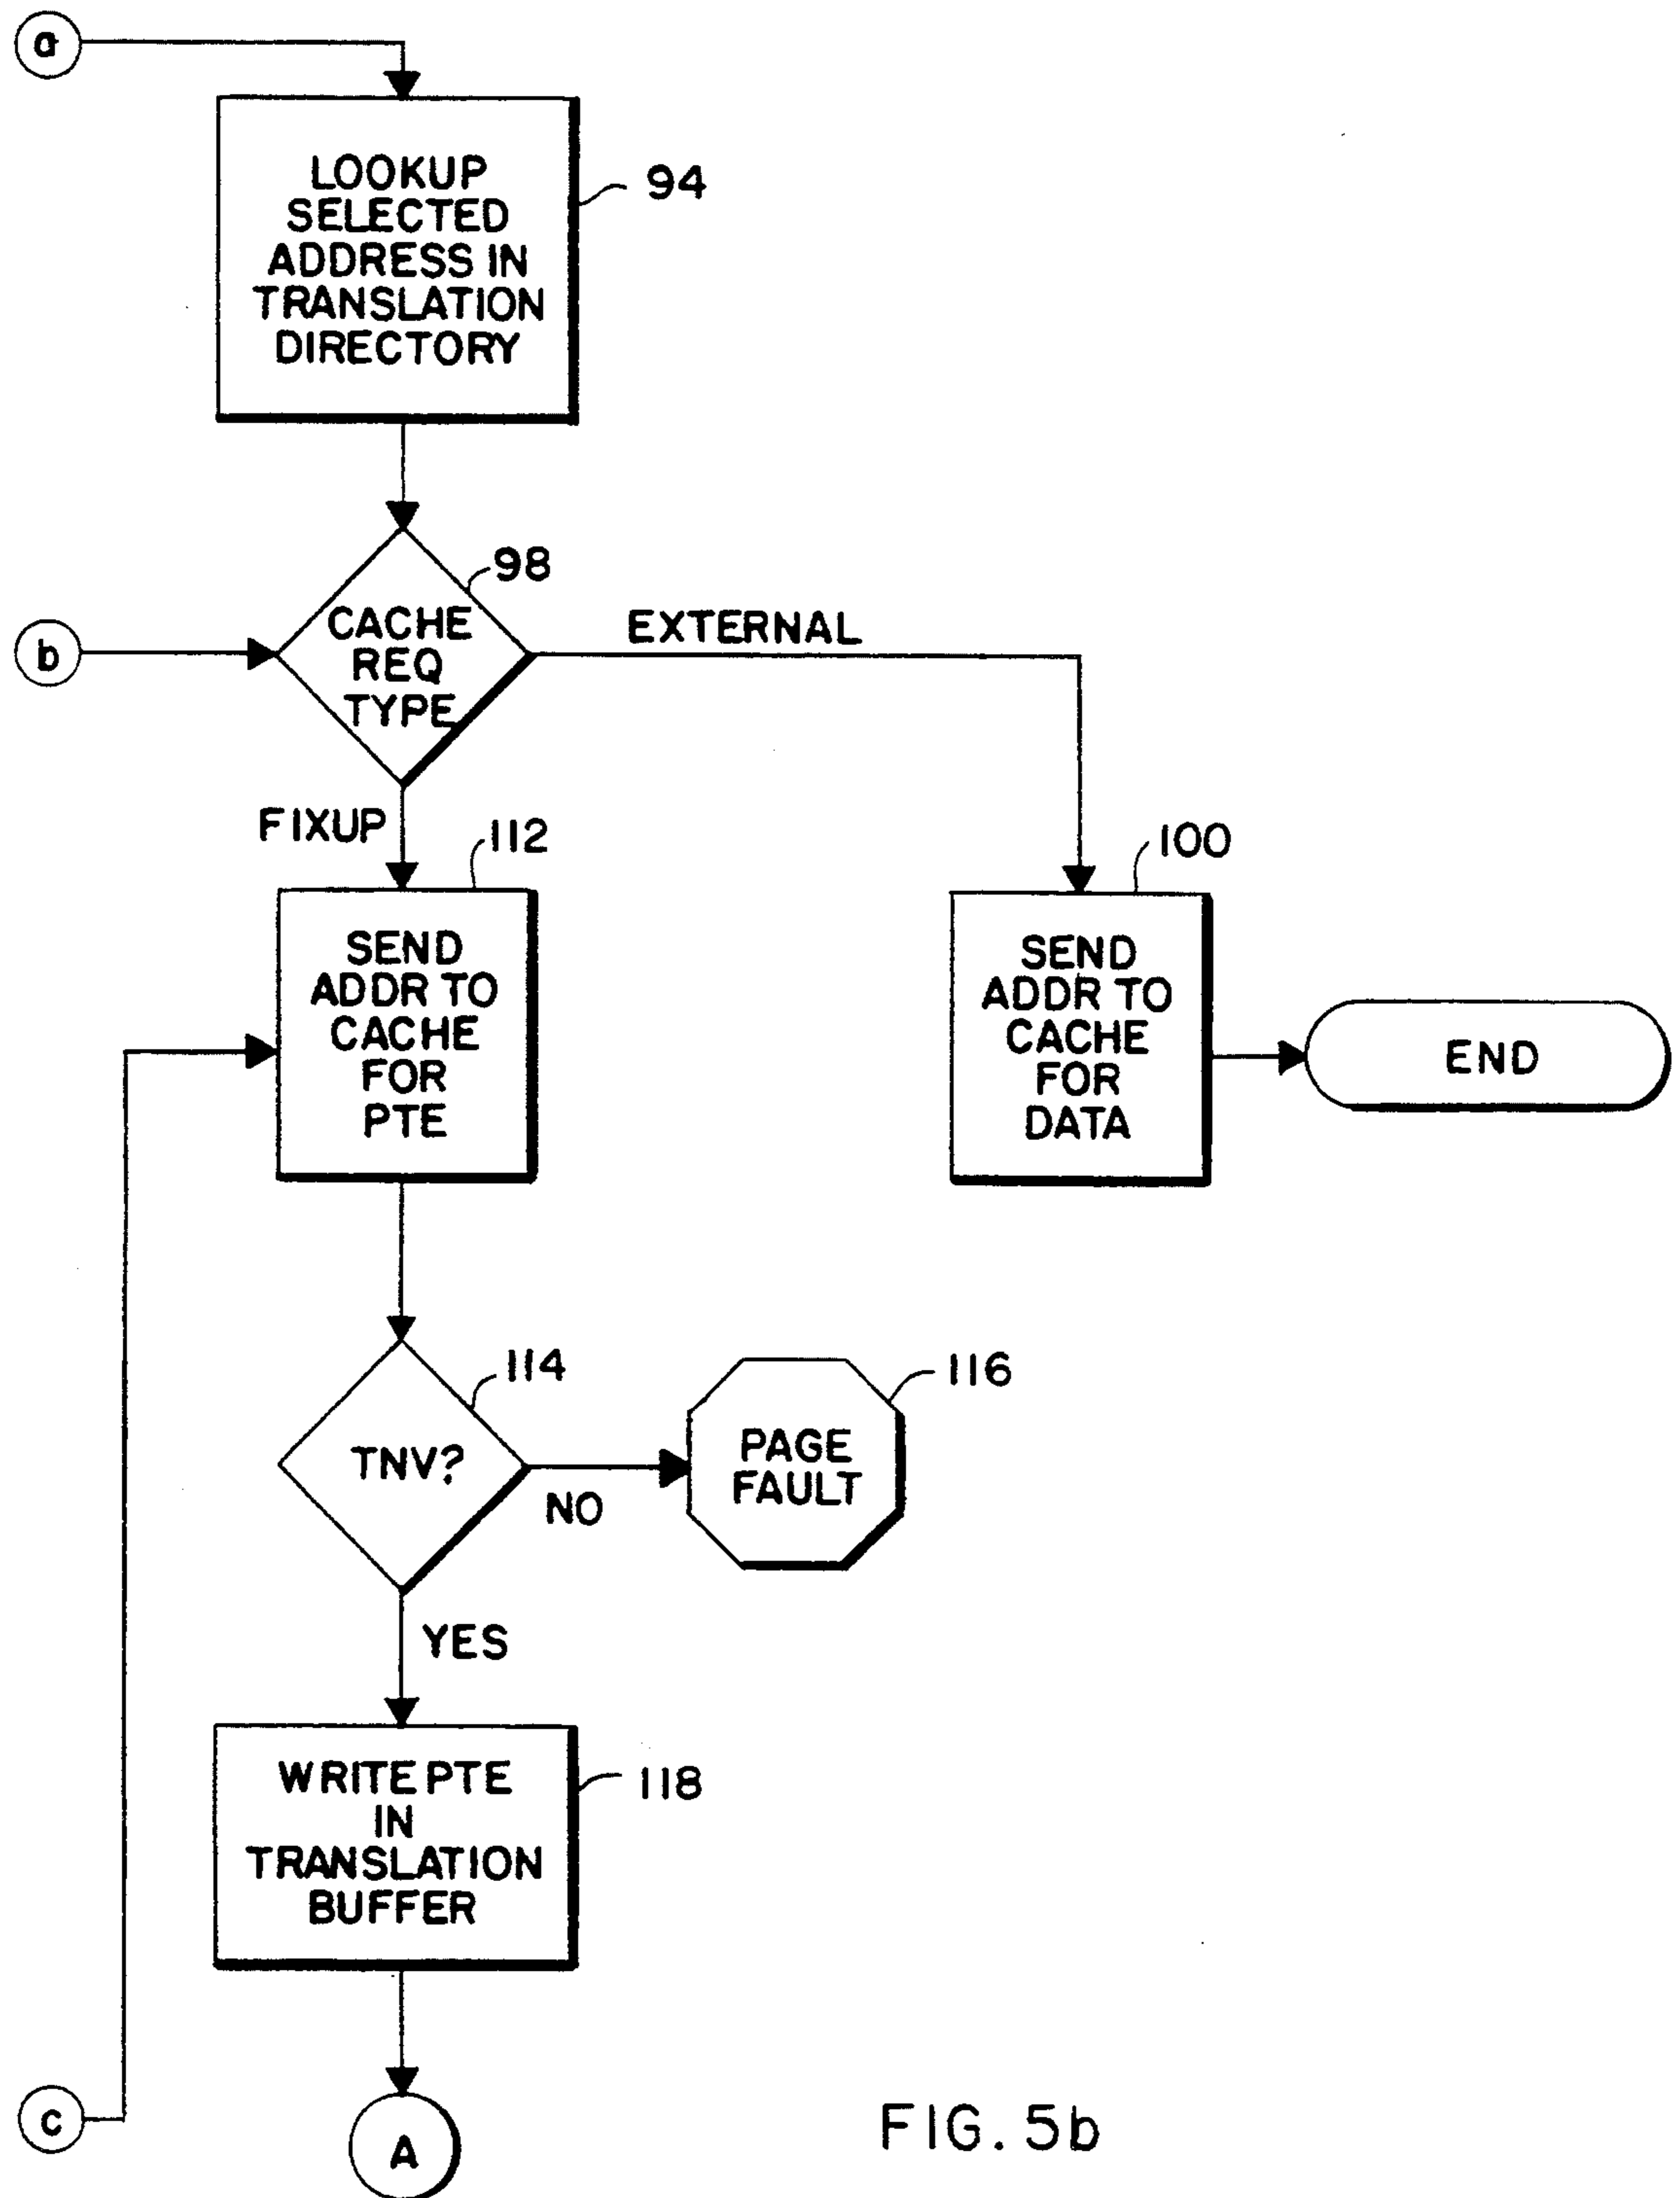 a
LOOKUP
SELECTED
ADDRESS IN
TRANSLATION
DIRECTORY
94
98
CACHE
REQ
TYPE
EXTERNAL
b
FIXUP
112
SEND
ADDR TO
CACHE
FOR
PTE
100
SEND
ADDR TO
CACHE
FOR
DATA
END
114
TNV?
NO
116
PAGE
FAULT
YES
118
WRITE PTE
IN
TRANSLATION
BUFFER
c
A
FIG. 5b